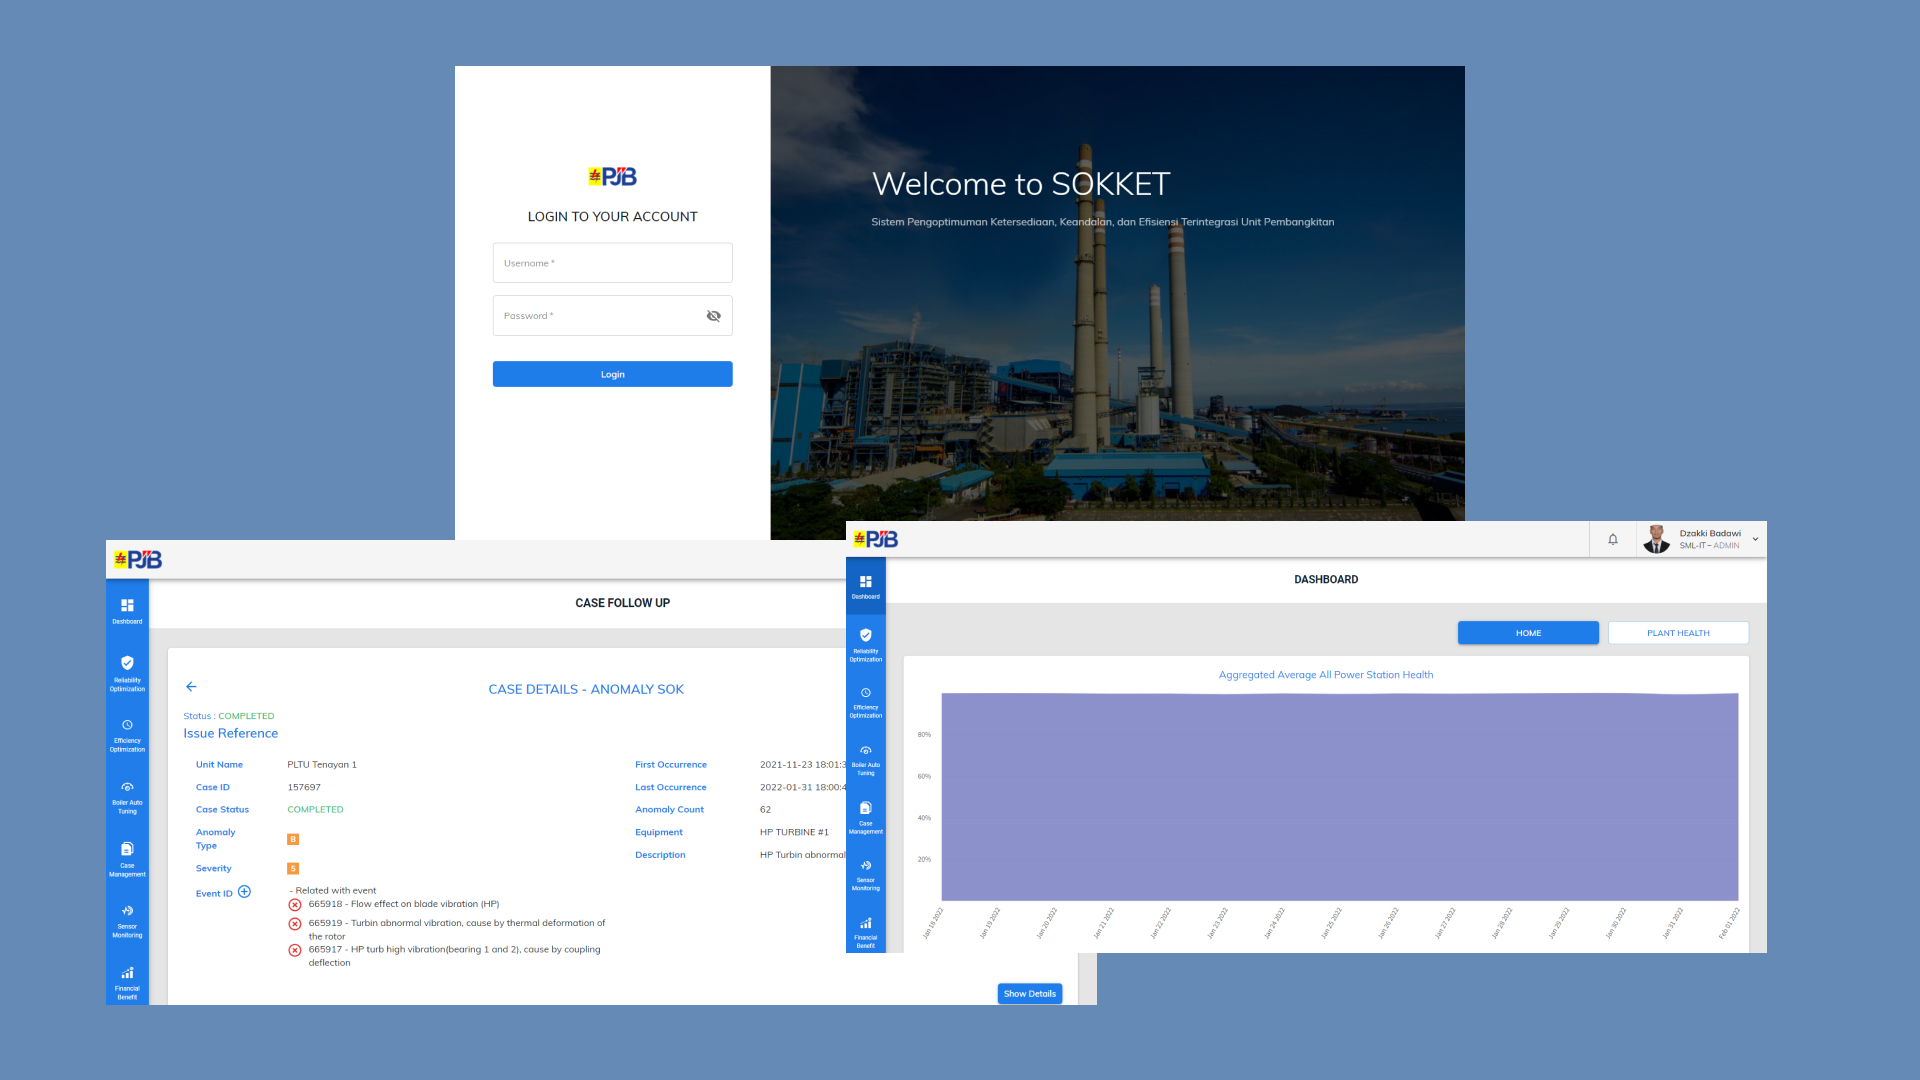 PJB
LOGIN TO YOUR ACCOUNT
Username *
Password *
Login
Welcome to SOKKET
Sistem Pengoptimuman Ketersediaan, Keandalan, dan Efisiensi Terintegrasi Unit Pembangkitan
PJB
Dashboard
Reliability
Optimization
Efficiency
Optimization
Boiler Auto
Tuning
Case
Management
Sensor
Monitoring
Financial
Benefit
CASE FOLLOW UP
CASE DETAILS - ANOMALY SOK
Status : COMPLETED
Issue Reference
Unit Name PLTU Tenayan 1
Case ID 157697
Case Status COMPLETED
Anomaly
Type
B
Severity 5
Event ID - Related with event
665918 - Flow effect on blade vibration (HP)
665919 - Turbin abnormal vibration, cause by thermal deformation of
the rotor
665917 - HP turb high vibration(bearing 1 and 2), cause by coupling
deflection
First Occurrence 2021-11-23 18:01:3
Last Occurrence 2022-01-31 18:00:4
Anomaly Count 62
Equipment HP TURBINE #1
Description HP Turbin abnormal
Show Details
PJB
Dzakki Badawi
SML-IT – ADMIN
Dashboard
Reliability
Optimization
Efficiency
Optimization
Boiler Auto
Tuning
Case
Management
Sensor
Monitoring
Financial
Benefit
DASHBOARD
HOME
PLANT HEALTH
Aggregated Average All Power Station Health
80%
60%
40%
20%
Jan 18 2022
Jan 19 2022
Jan 20 2022
Jan 21 2022
Jan 22 2022
Jan 23 2022
Jan 24 2022
Jan 25 2022
Jan 26 2022
Jan 27 2022
Jan 28 2022
Jan 29 2022
Jan 30 2022
Jan 31 2022
Feb 01 2022